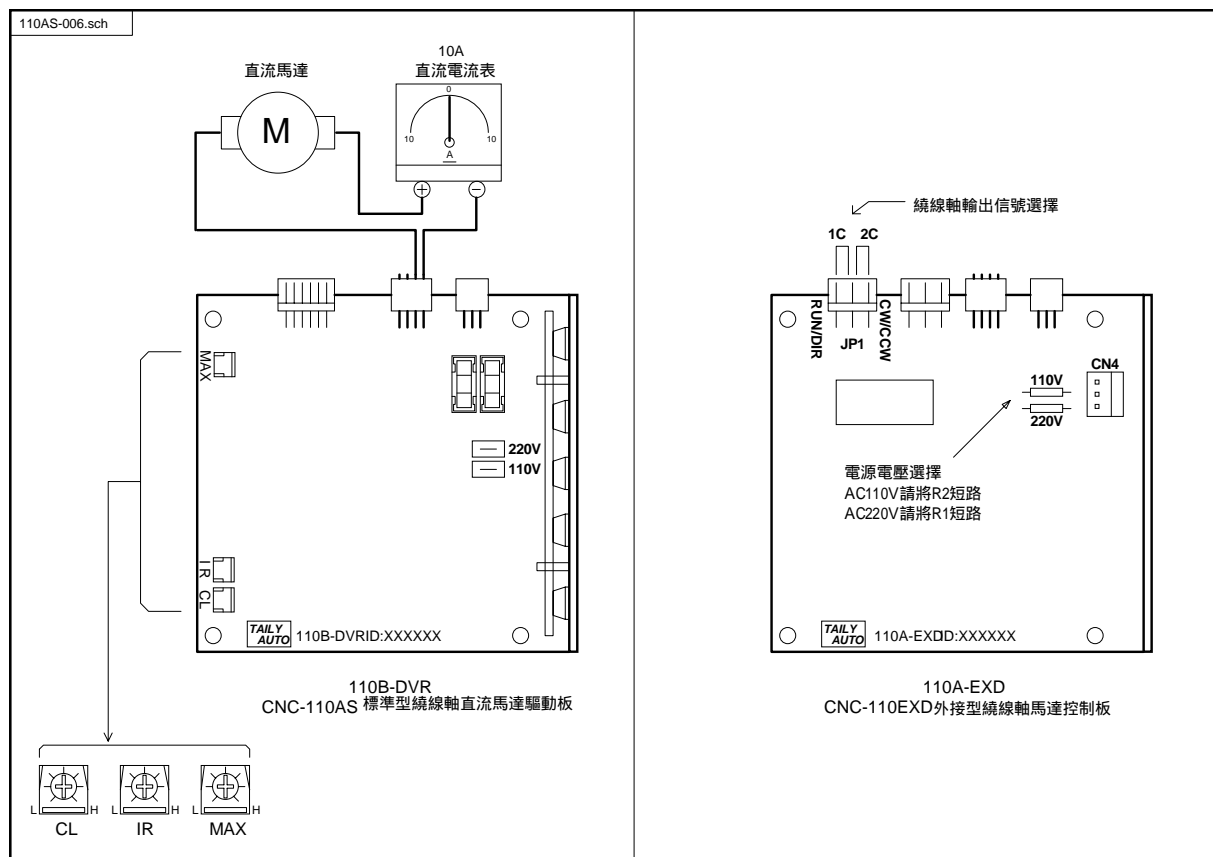 110AS-006.sch
直流馬達
10A
直流電流表
M
0
10
10
A
+
−
MAX
IR
CL
220V
110V
TAILY
AUTO
110B-DVRID:XXXXXX
110B-DVR
CNC-110AS 標準型繞線軸直流馬達驅動板
L
H
L
H
L
H
CL
IR
MAX
繞線軸輸出信號選擇
1C
2C
RUN/DIR
JP1
CW/CCW
CN4
110V
220V
電源電壓選擇
AC110V請將R2短路
AC220V請將R1短路
TAILY
AUTO
110A-EXDID:XXXXXX
110A-EXD
CNC-110EXD外接型繞線軸馬達控制板